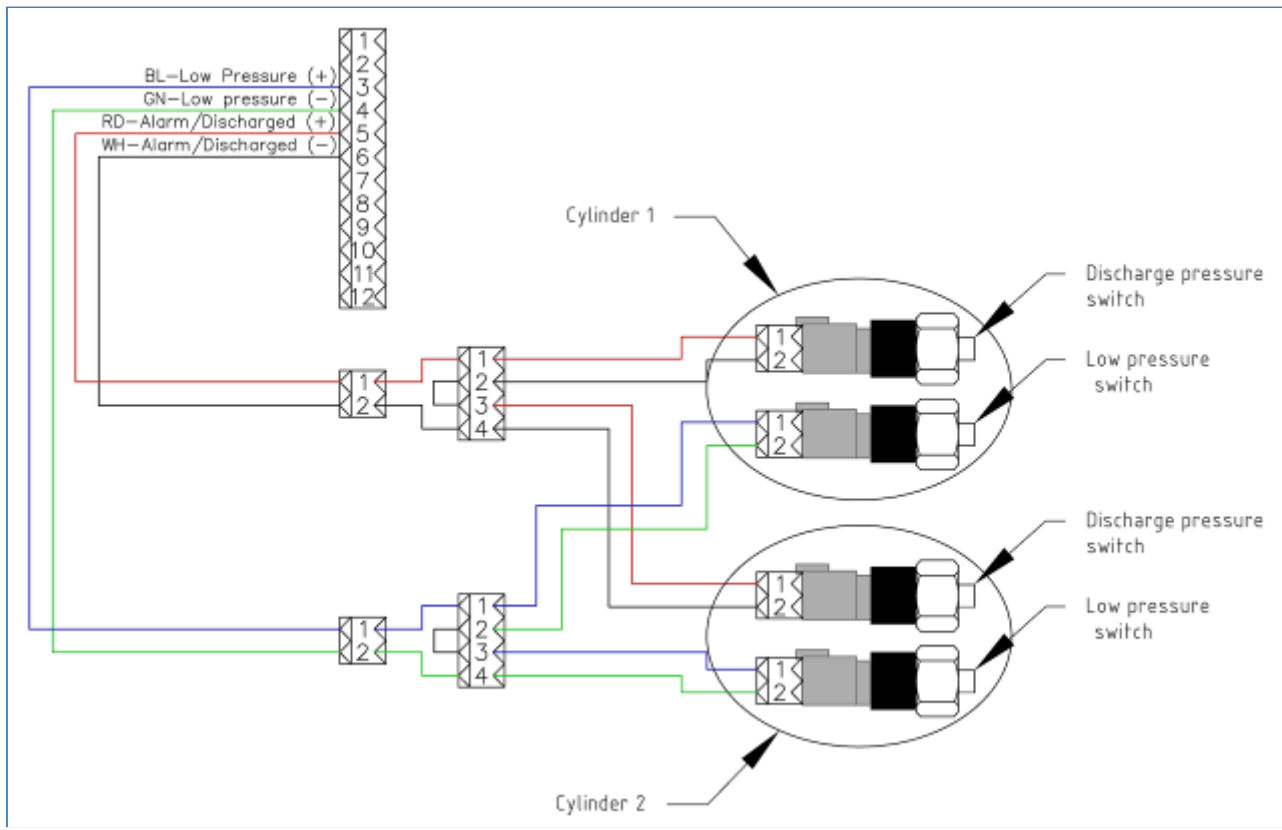 1
2
BL-Low Pressure (+) 3
GN-Low pressure (-) 4
RD-Alarm/Discharged (+) 5
WH-Alarm/Discharged (-) 6
7
8
9
10
11
12
Cylinder 1
Discharge pressure
switch
1
2
Low pressure
switch
1
2
1
2
1
2
3
4
Discharge pressure
switch
1
2
Low pressure
switch
1
2
1
2
1
2
3
4
Cylinder 2